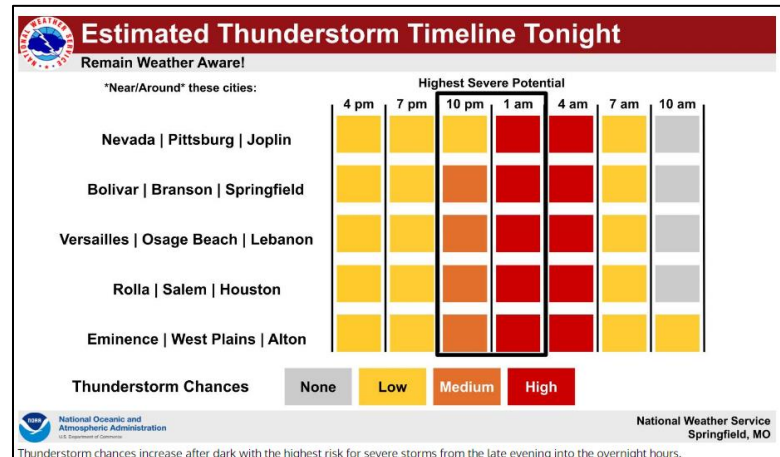 NATIONAL WEATHER SERVICE
Estimated Thunderstorm Timeline Tonight
Remain Weather Aware!
*Near/Around* these cities:
Highest Severe Potential
4 pm 7 pm 10 pm 1 am 4 am 7 am 10 am
Nevada | Pittsburg | Joplin
Bolivar | Branson | Springfield
Versailles | Osage Beach | Lebanon
Rolla | Salem | Houston
Eminence | West Plains | Alton
Thunderstorm Chances None Low Medium High
NOAA
National Oceanic and
Atmospheric Administration
U.S. Department of Commerce
National Weather Service
Springfield, MO
Thunderstorm chances increase after dark with the highest risk for severe storms from the late evening into the overnight hours.